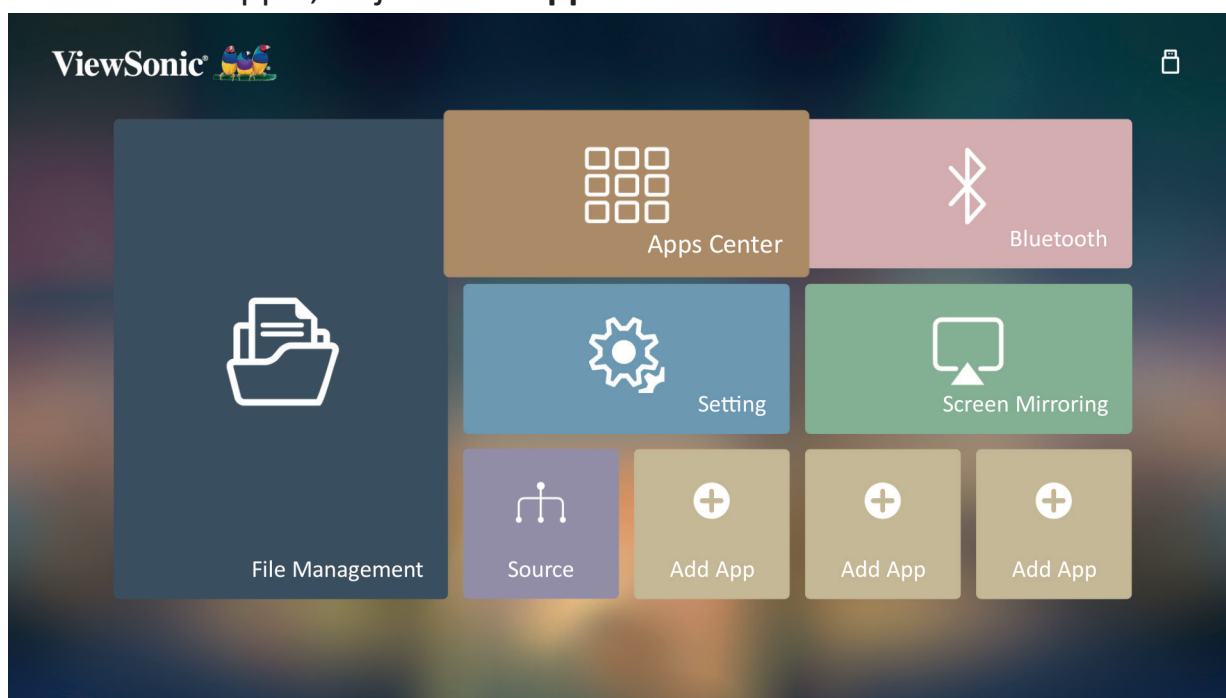 ViewSonic®
Apps Center
Bluetooth
Setting
Screen Mirroring
File Management
Source
Add App
Add App
Add App